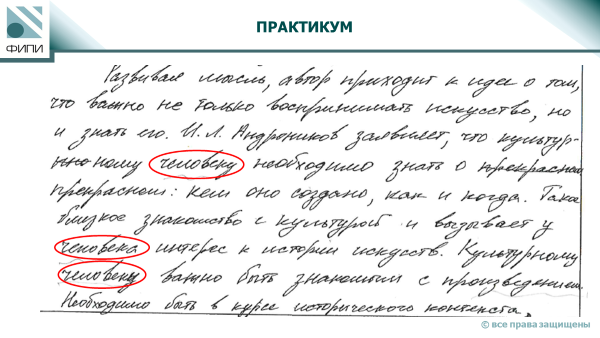 ФИПИ
ПРАКТИКУМ
Развивая мысль, автор приходит к идее о том,
что важно не только воспринимать искусство, но
и знать его. И.Л. Андроников заявляет, что культур-
ному человеку необходимо знать о прекрасном
прекрасном: кем оно создано, как и когда. Такое
близкое знакомство с культурой и вызывает у
человека интерес к истории искусств. Культурному
человеку важно быть знакомым с произведением.
Необходимо быть в курсе исторического контекста.
© все права защищены